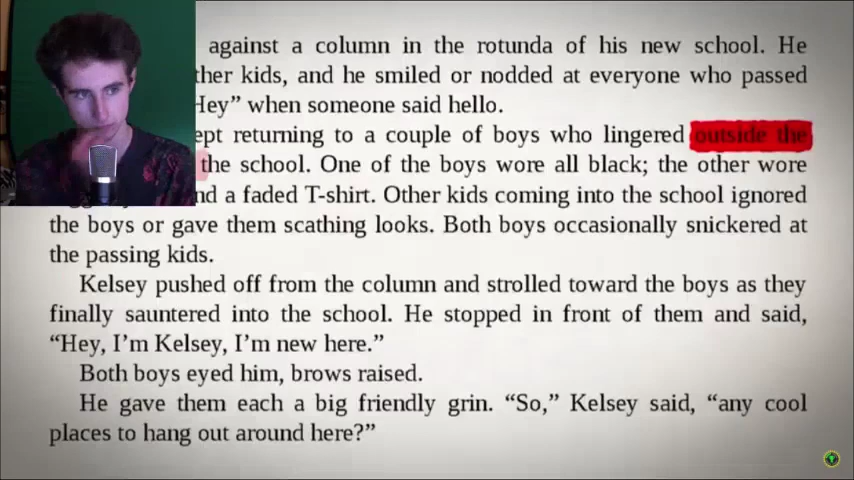 against a column in the rotunda of his new school. He
ther kids, and he smiled or nodded at everyone who passed
Hey” when someone said hello.
ept returning to a couple of boys who lingered outside the
the school. One of the boys wore all black; the other wore
nd a faded T-shirt. Other kids coming into the school ignored
the boys or gave them scathing looks. Both boys occasionally snickered at
the passing kids.
Kelsey pushed off from the column and strolled toward the boys as they
finally sauntered into the school. He stopped in front of them and said,
“Hey, I’m Kelsey, I’m new here.”
Both boys eyed him, brows raised.
He gave them each a big friendly grin. “So,” Kelsey said, “any cool
places to hang out around here?”